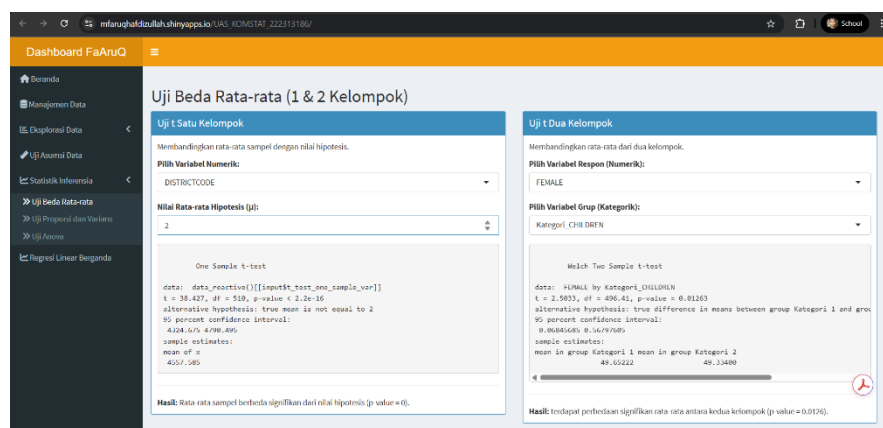 mfaruqhafdizullah.shinyapps.io/UAS_KOMSTAT_222313186/
School
Dashboard FaAruQ
Beranda
Manajemen Data
Eksplorasi Data
Uji Asumsi Data
Statistik Inferensia
Uji Beda Rata-rata
Uji Proporsi dan Varians
Uji Anova
Regresi Linear Berganda
Uji Beda Rata-rata (1 & 2 Kelompok)
Uji t Satu Kelompok
Membandingkan rata-rata sampel dengan nilai hipotesis.
Pilih Variabel Numerik:
DISTRICTCODE
Nilai Rata-rata Hipotesis (μ):
2
One Sample t-test
data: data_reactive()[[input$t_test_one_sample_var]]
t = 38.427, df = 510, p-value < 2.2e-16
alternative hypothesis: true mean is not equal to 2
95 percent confidence interval:
4324.675 4790.495
sample estimates:
mean of x
4557.585
Hasil: Rata-rata sampel berbeda signifikan dari nilai hipotesis (p-value = 0).
Uji t Dua Kelompok
Membandingkan rata-rata dari dua kelompok.
Pilih Variabel Respon (Numerik):
FEMALE
Pilih Variabel Grup (Kategorik):
Kategori_CHILDREN
Welch Two Sample t-test
data: FEMALE by Kategori_CHILDREN
t = 2.5033, df = 496.41, p-value = 0.01263
alternative hypothesis: true difference in means between group Kategori 1 and grou
95 percent confidence interval:
0.06845685 0.56797605
sample estimates:
mean in group Kategori 1 mean in group Kategori 2
49.65222 49.33400
Hasil: terdapat perbedaan signifikan rata-rata antara kedua kelompok (p-value = 0.0126).